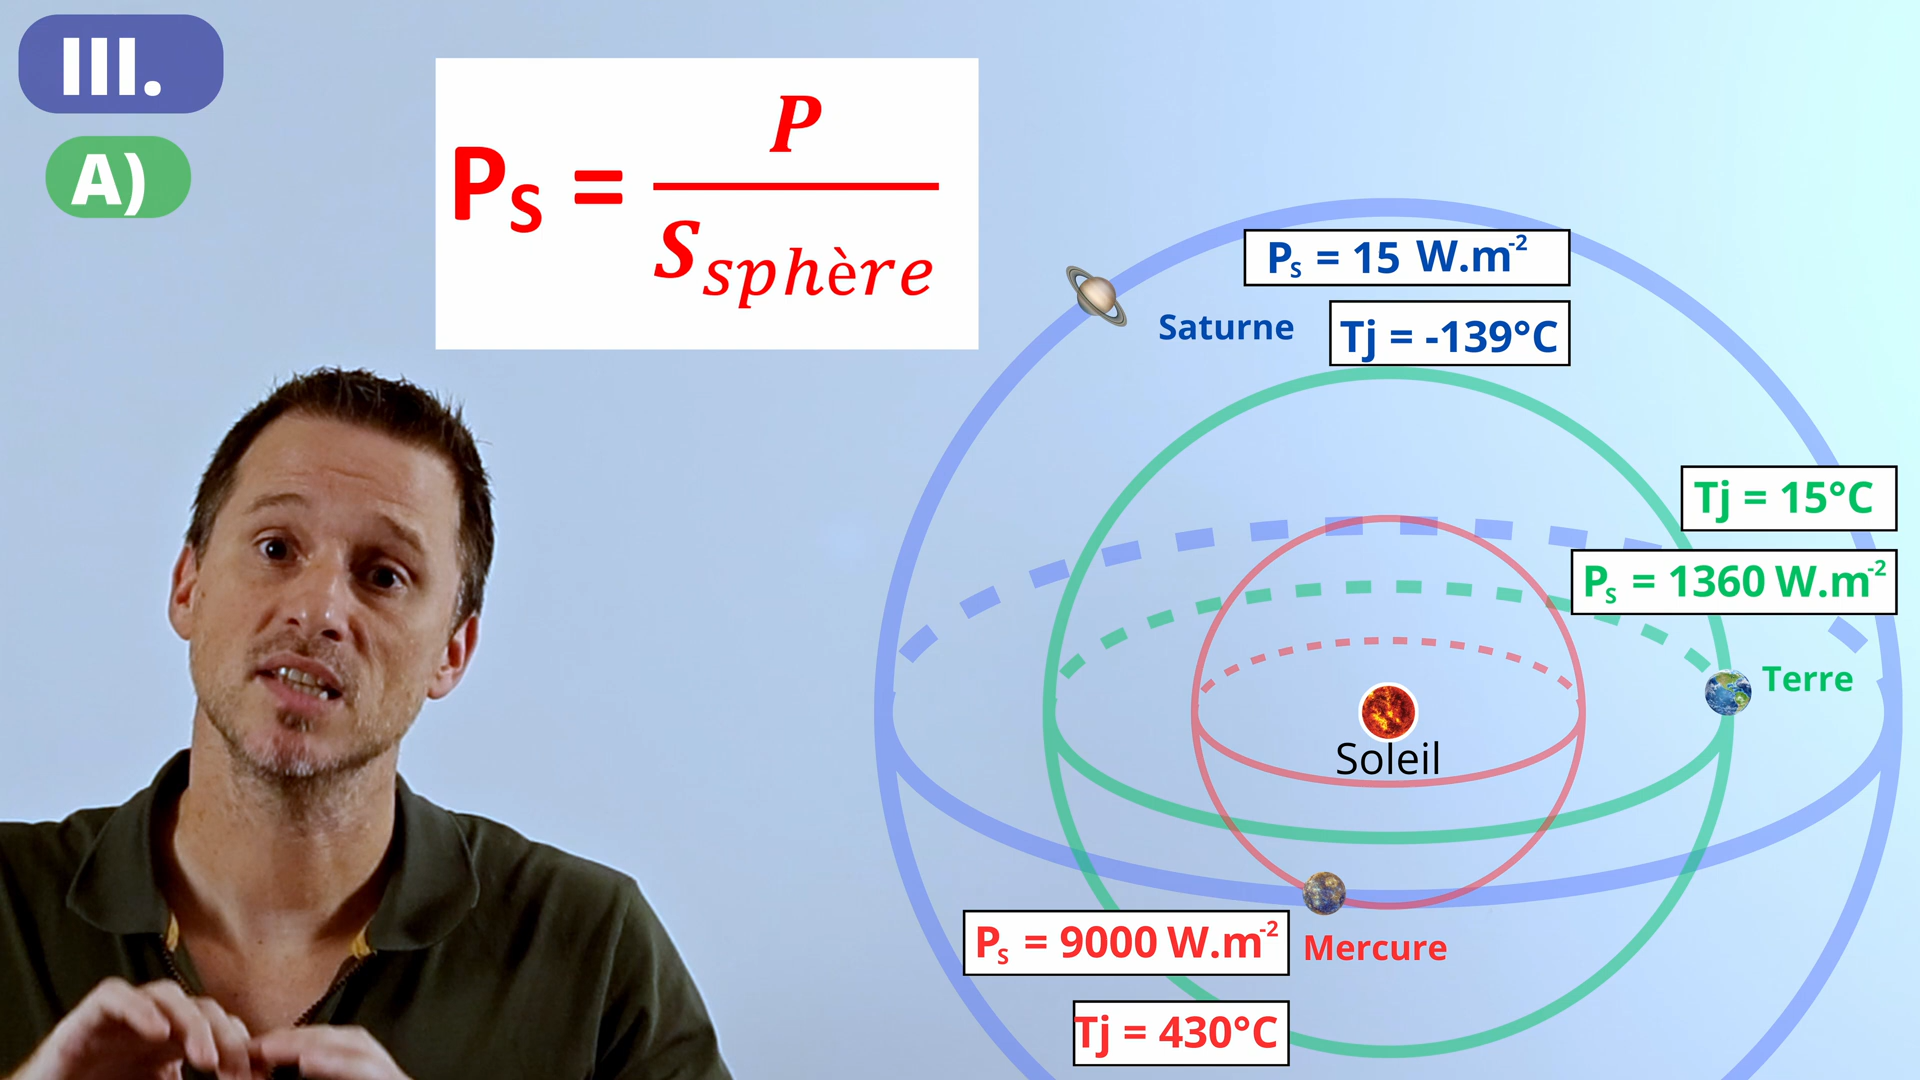 III.
A)
Ps = P / Ssphère
Ps = 15 W.m-2
Saturne
Tj = -139°C
Tj = 15°C
Ps = 1360 W.m-2
Terre
Soleil
Ps = 9000 W.m-2
Mercure
Tj = 430°C